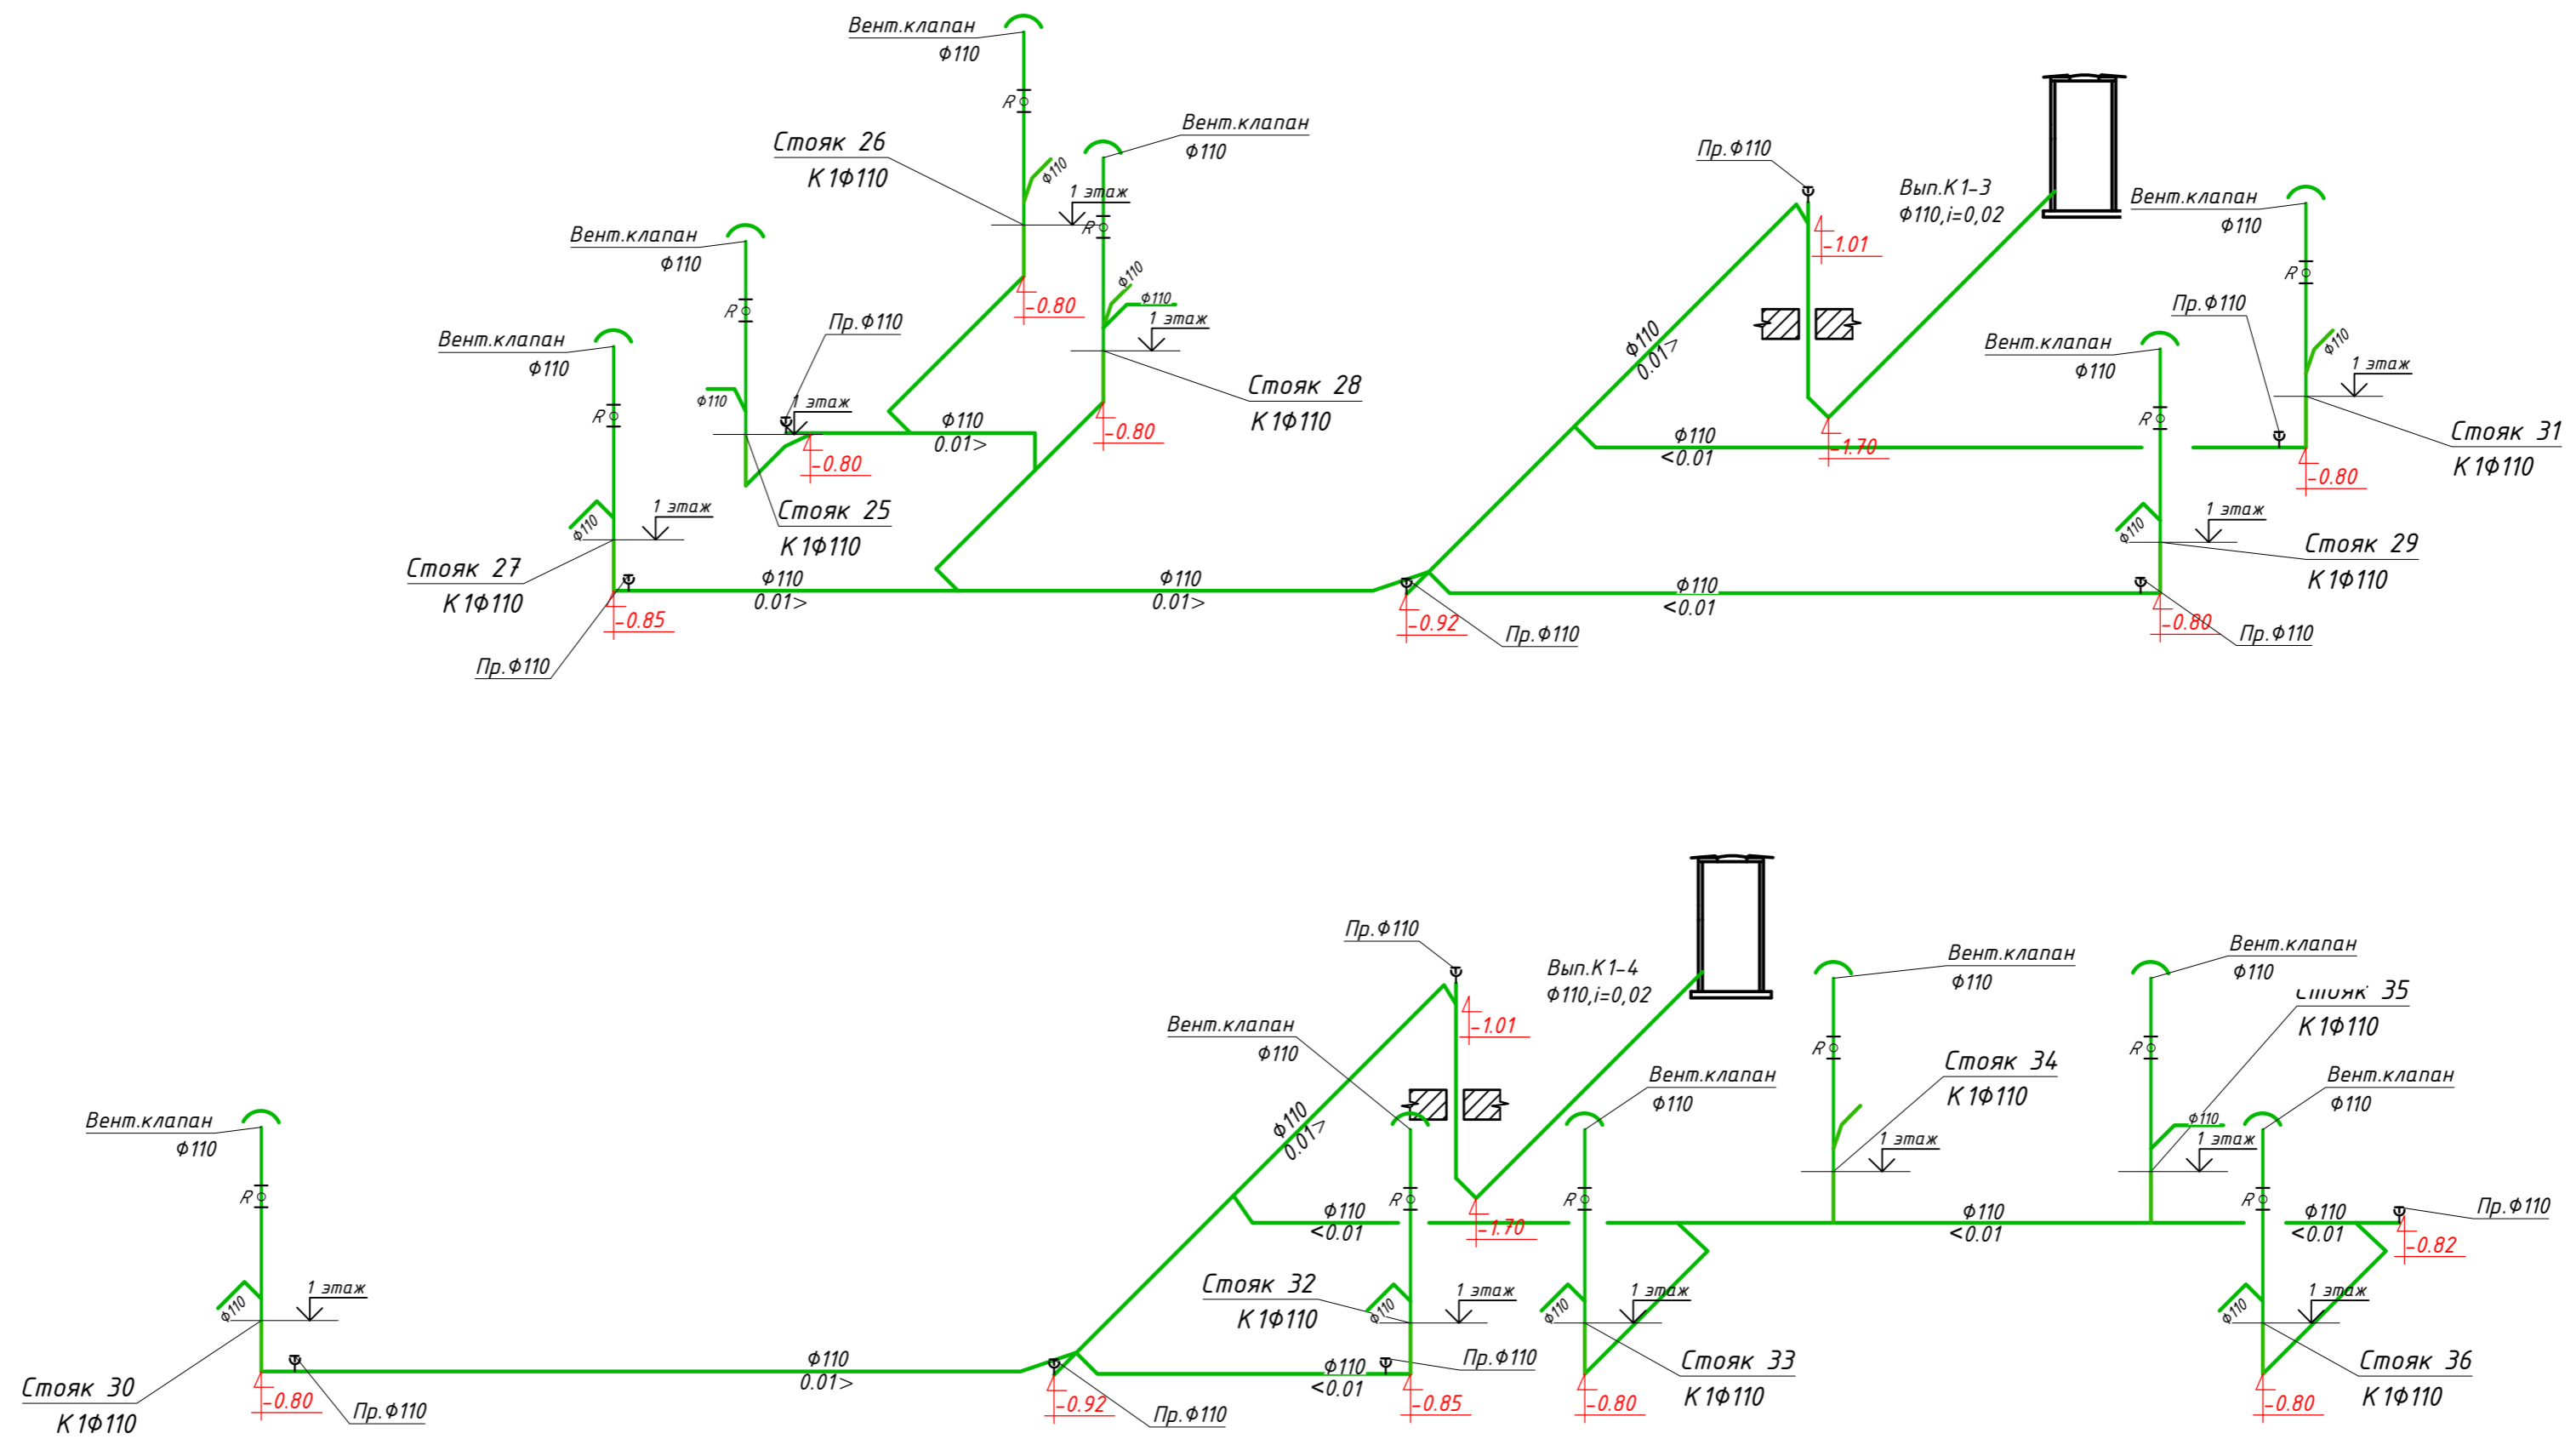 Вент.клапан
Ф110
R
Стояк 26
К1Ф110
Ф110
1 этаж
-0.80
Вент.клапан
Ф110
R
Ф110
Ф110
1 этаж
Стояк 28
К1Ф110
-0.80
Вент.клапан
Ф110
R
Пр.Ф110
Ф110
1 этаж
-0.80
Стояк 25
К1Ф110
Ф110
0.01>
Вент.клапан
Ф110
R
1 этаж
Ф110
Стояк 27
К1Ф110
-0.85
Пр.Ф110
Ф110
0.01>
Ф110
0.01>
-0.92
Пр.Ф110
Ф110
0.01>
Пр.Ф110
-1.01
Вып.К1-3
Ф110,i=0,02
-1.70
Ф110
<0.01
Ф110
<0.01
Вент.клапан
Ф110
R
Пр.Ф110
Ф110
1 этаж
Стояк 31
К1Ф110
-0.80
Вент.клапан
Ф110
R
1 этаж
Ф110
Стояк 29
К1Ф110
-0.80
Пр.Ф110
Вент.клапан
Ф110
R
1 этаж
Ф110
Стояк 30
К1Ф110
-0.80
Пр.Ф110
Ф110
0.01>
-0.92
Пр.Ф110
Ф110
0.01>
Пр.Ф110
-1.01
Вып.К1-4
Ф110,i=0,02
-1.70
Вент.клапан
Ф110
R
Ф110
<0.01
Стояк 32
К1Ф110
Ф110
1 этаж
Ф110
<0.01
Пр.Ф110
-0.85
Вент.клапан
Ф110
R
Ф110
1 этаж
Стояк 33
К1Ф110
-0.80
Вент.клапан
Ф110
R
Стояк 34
К1Ф110
1 этаж
Ф110
<0.01
Вент.клапан
Ф110
Стояк 35
К1Ф110
R
Ф110
1 этаж
Вент.клапан
Ф110
R
Ф110
<0.01
Пр.Ф110
-0.82
Ф110
1 этаж
Стояк 36
К1Ф110
-0.80